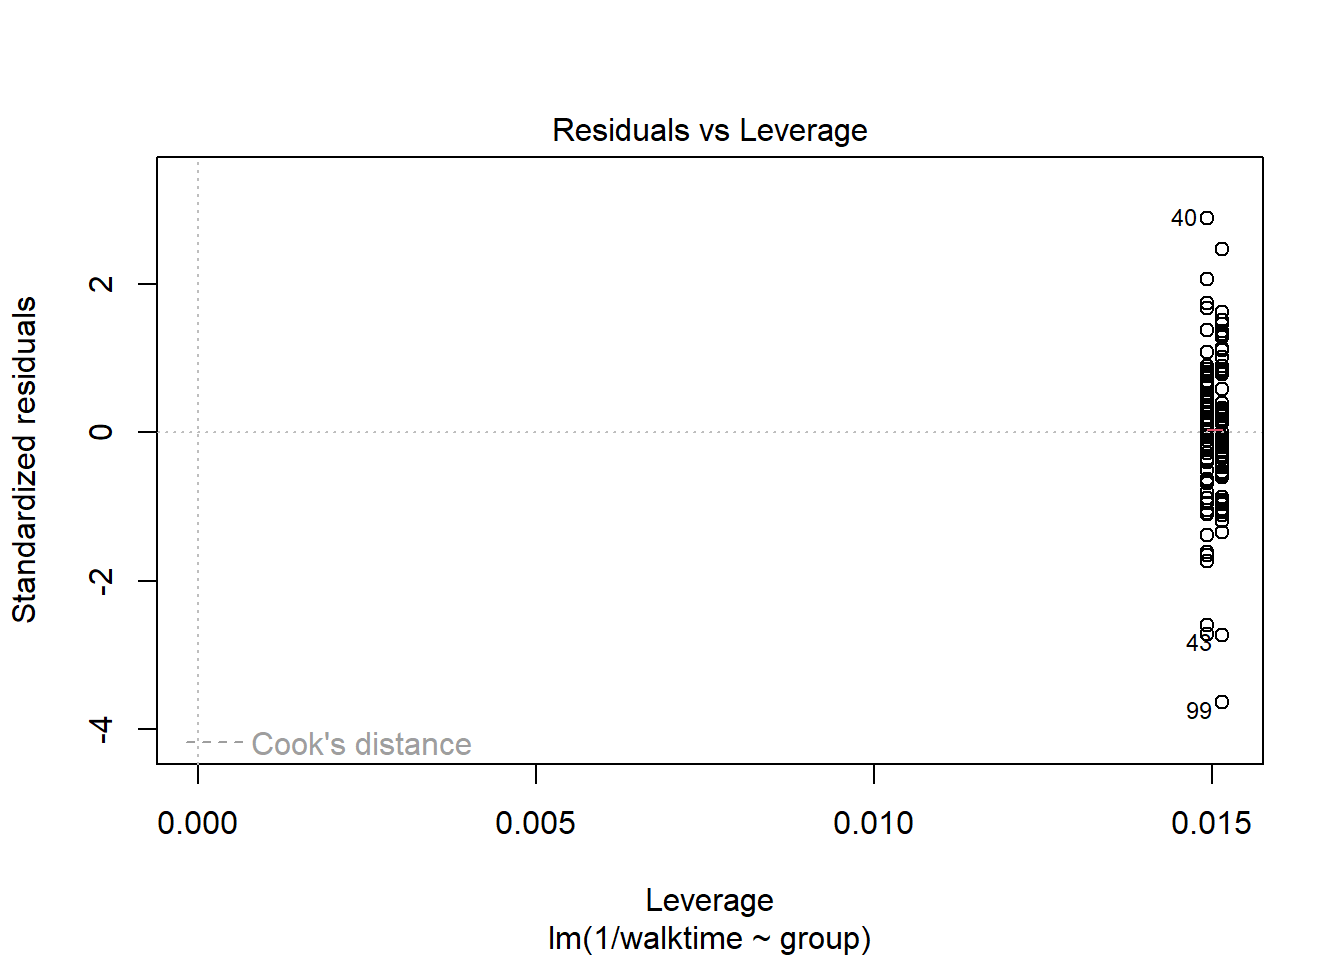 Residuals vs Leverage
Standardized residuals
2
0
-2
-4
40
43
99
Cook's distance
0.000 0.005 0.010 0.015
Leverage
lm(1/walktime ~ group)